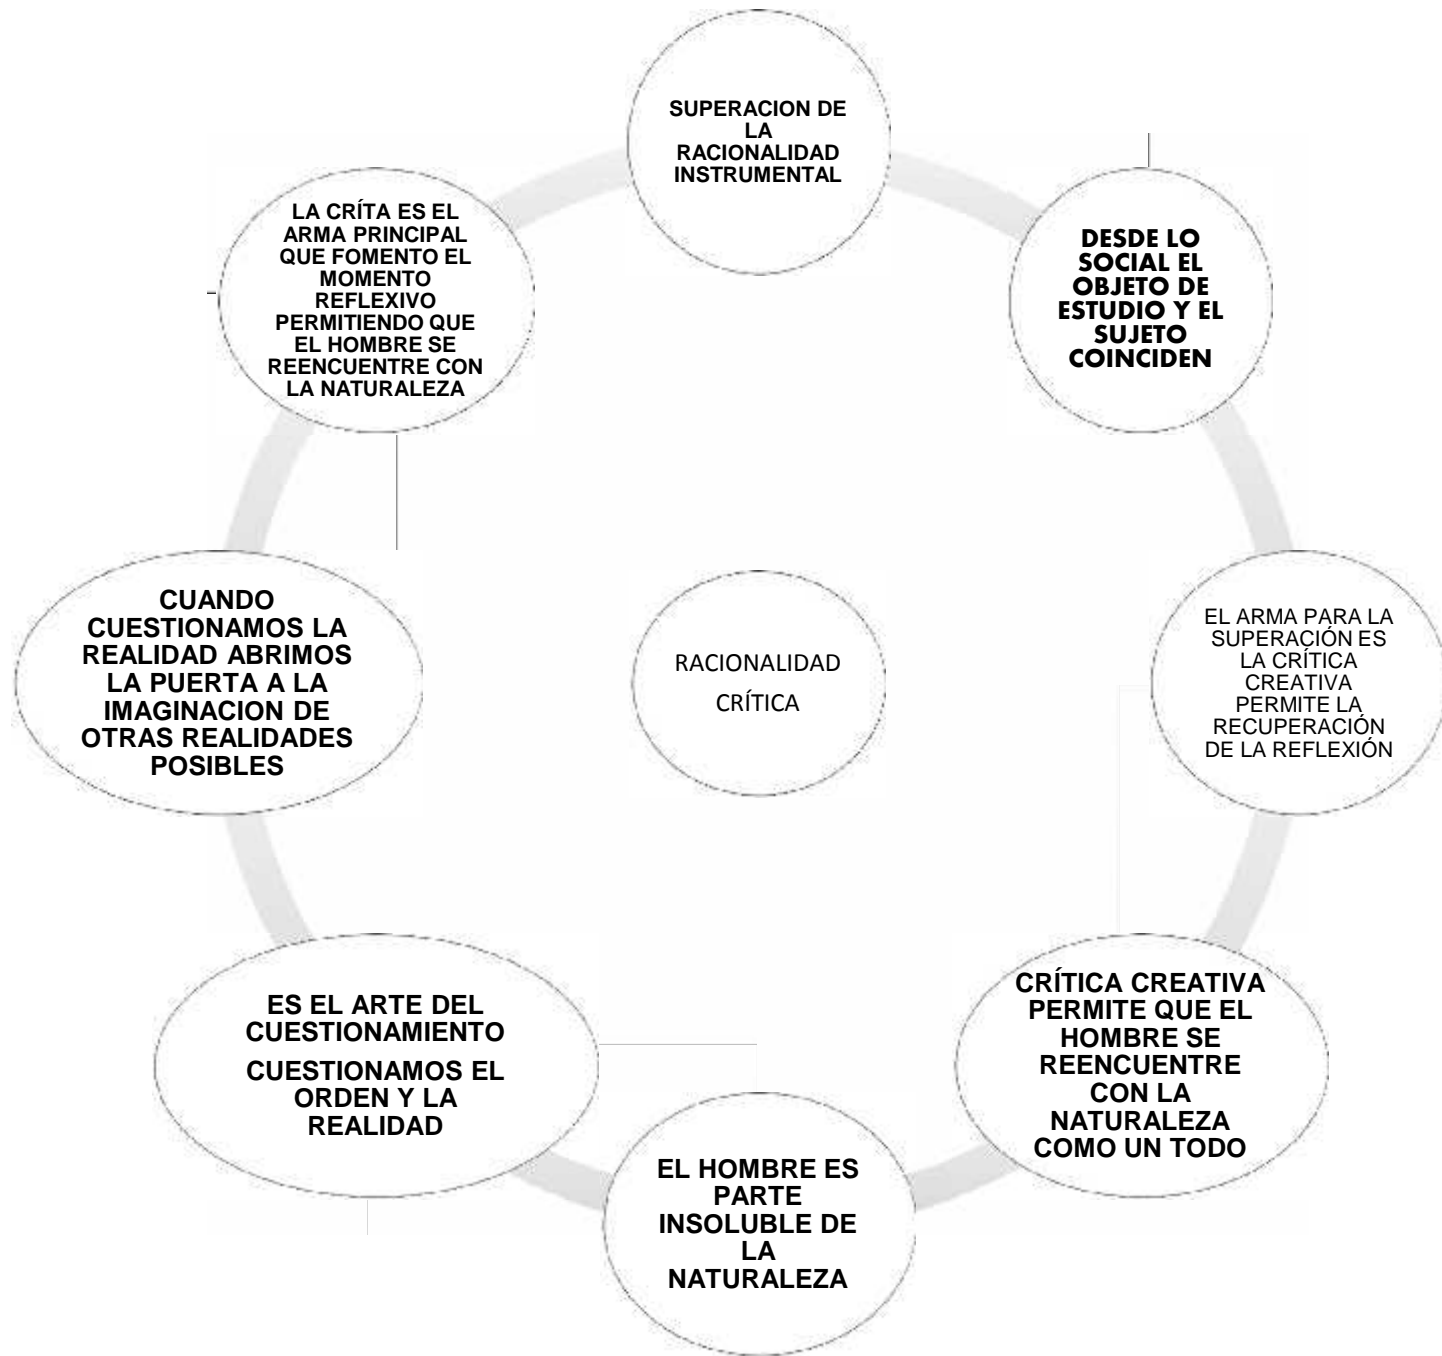 SUPERACION DE
LA
RACIONALIDAD
INSTRUMENTAL
DESDE LO
SOCIAL EL
OBJETO DE
ESTUDIO Y EL
SUJETO
COINCIDEN
EL ARMA PARA LA
SUPERACIÓN ES
LA CRÍTICA
CREATIVA
PERMITE LA
RECUPERACIÓN
DE LA REFLEXIÓN
CRÍTICA CREATIVA
PERMITE QUE EL
HOMBRE SE
REENCUENTRE
CON LA
NATURALEZA
COMO UN TODO
EL HOMBRE ES
PARTE
INSOLUBLE DE
LA
NATURALEZA
ES EL ARTE DEL
CUESTIONAMIENTO
CUESTIONAMOS EL
ORDEN Y LA
REALIDAD
CUANDO
CUESTIONAMOS LA
REALIDAD ABRIMOS
LA PUERTA A LA
IMAGINACION DE
OTRAS REALIDADES
POSIBLES
LA CRÍTA ES EL
ARMA PRINCIPAL
QUE FOMENTO EL
MOMENTO
REFLEXIVO
PERMITIENDO QUE
EL HOMBRE SE
REENCUENTRE CON
LA NATURALEZA
RACIONALIDAD
CRÍTICA